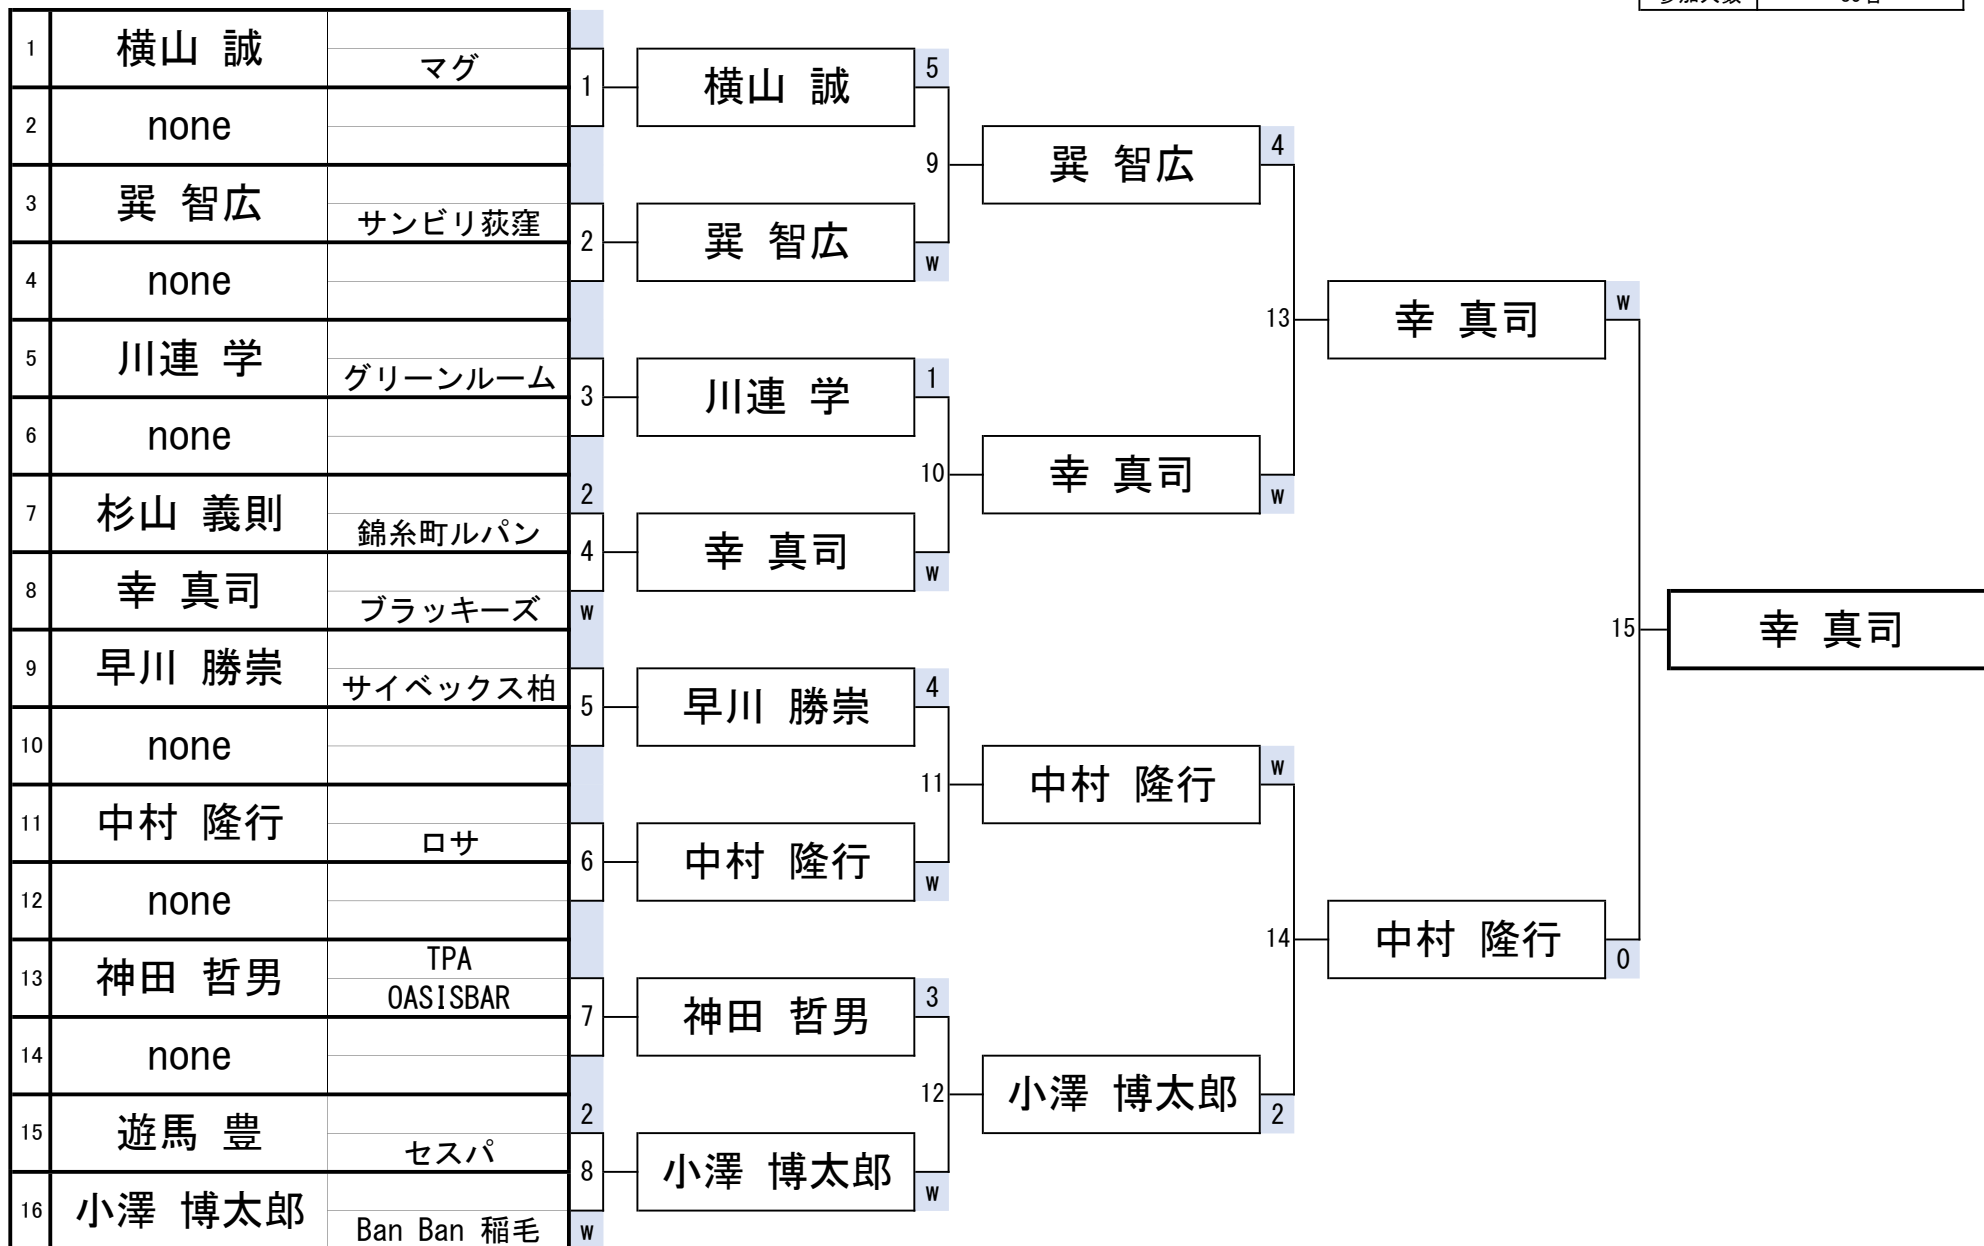 1 横山 誠 マグ
2 none
3 巽 智広 サンビリ荻窪
4 none
5 川連 学 グリーンルーム
6 none
7 杉山 義則 錦糸町ルパン 2
8 幸 真司 ブラッキーズ W
9 早川 勝崇 サイベックス柏
10 none
11 中村 隆行 ロサ
12 none
13 神田 哲男 TPA OASISBAR
14 none
15 遊馬 豊 セスパ 2
16 小澤 博太郎 Ban Ban 稲毛 W
1 横山 誠 5
2 巽 智広 W
3 川連 学 1
4 幸 真司 W
5 早川 勝崇 4
6 中村 隆行 W
7 神田 哲男 3
8 小澤 博太郎 W
9 巽 智広 4
10 幸 真司 W
11 中村 隆行 W
12 小澤 博太郎 2
13 幸 真司 W
14 中村 隆行 0
15 幸 真司